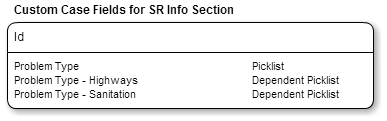 Custom Case Fields for SR Info Section
Id
Problem Type Picklist
Problem Type - Highways Dependent Picklist
Problem Type - Sanitation Dependent Picklist